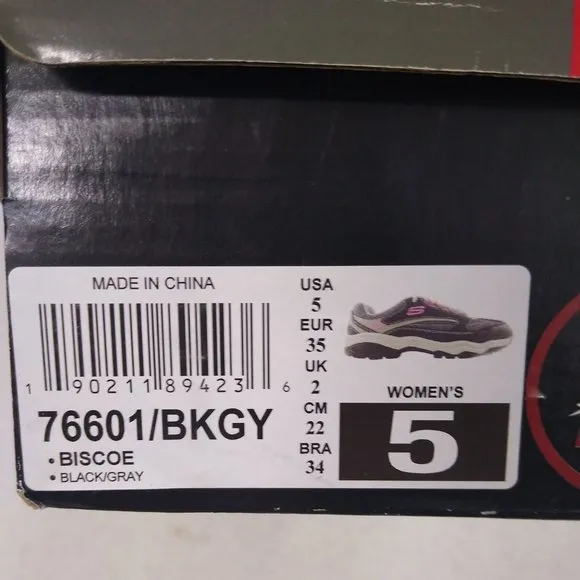 MADE IN CHINA
1 90211 89423 6
76601/BKGY
• BISCOE
• BLACK/GRAY
USA
5
EUR
35
UK
2
CM
22
BRA
34
S
WOMEN'S
5